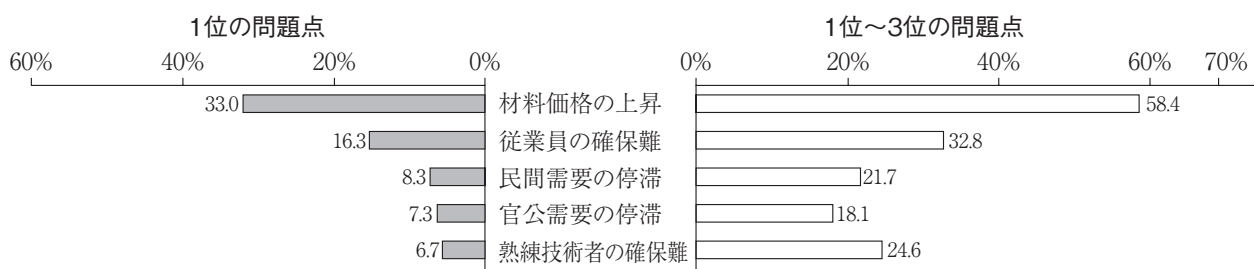 1位の問題点 1位～3位の問題点
60% 40% 20% 0% 0% 20% 40% 60% 70%
33.0 材料価格の上昇 58.4
16.3 従業員の確保難 32.8
8.3 民間需要の停滞 21.7
7.3 官公需要の停滞 18.1
6.7 熟練技術者の確保難 24.6